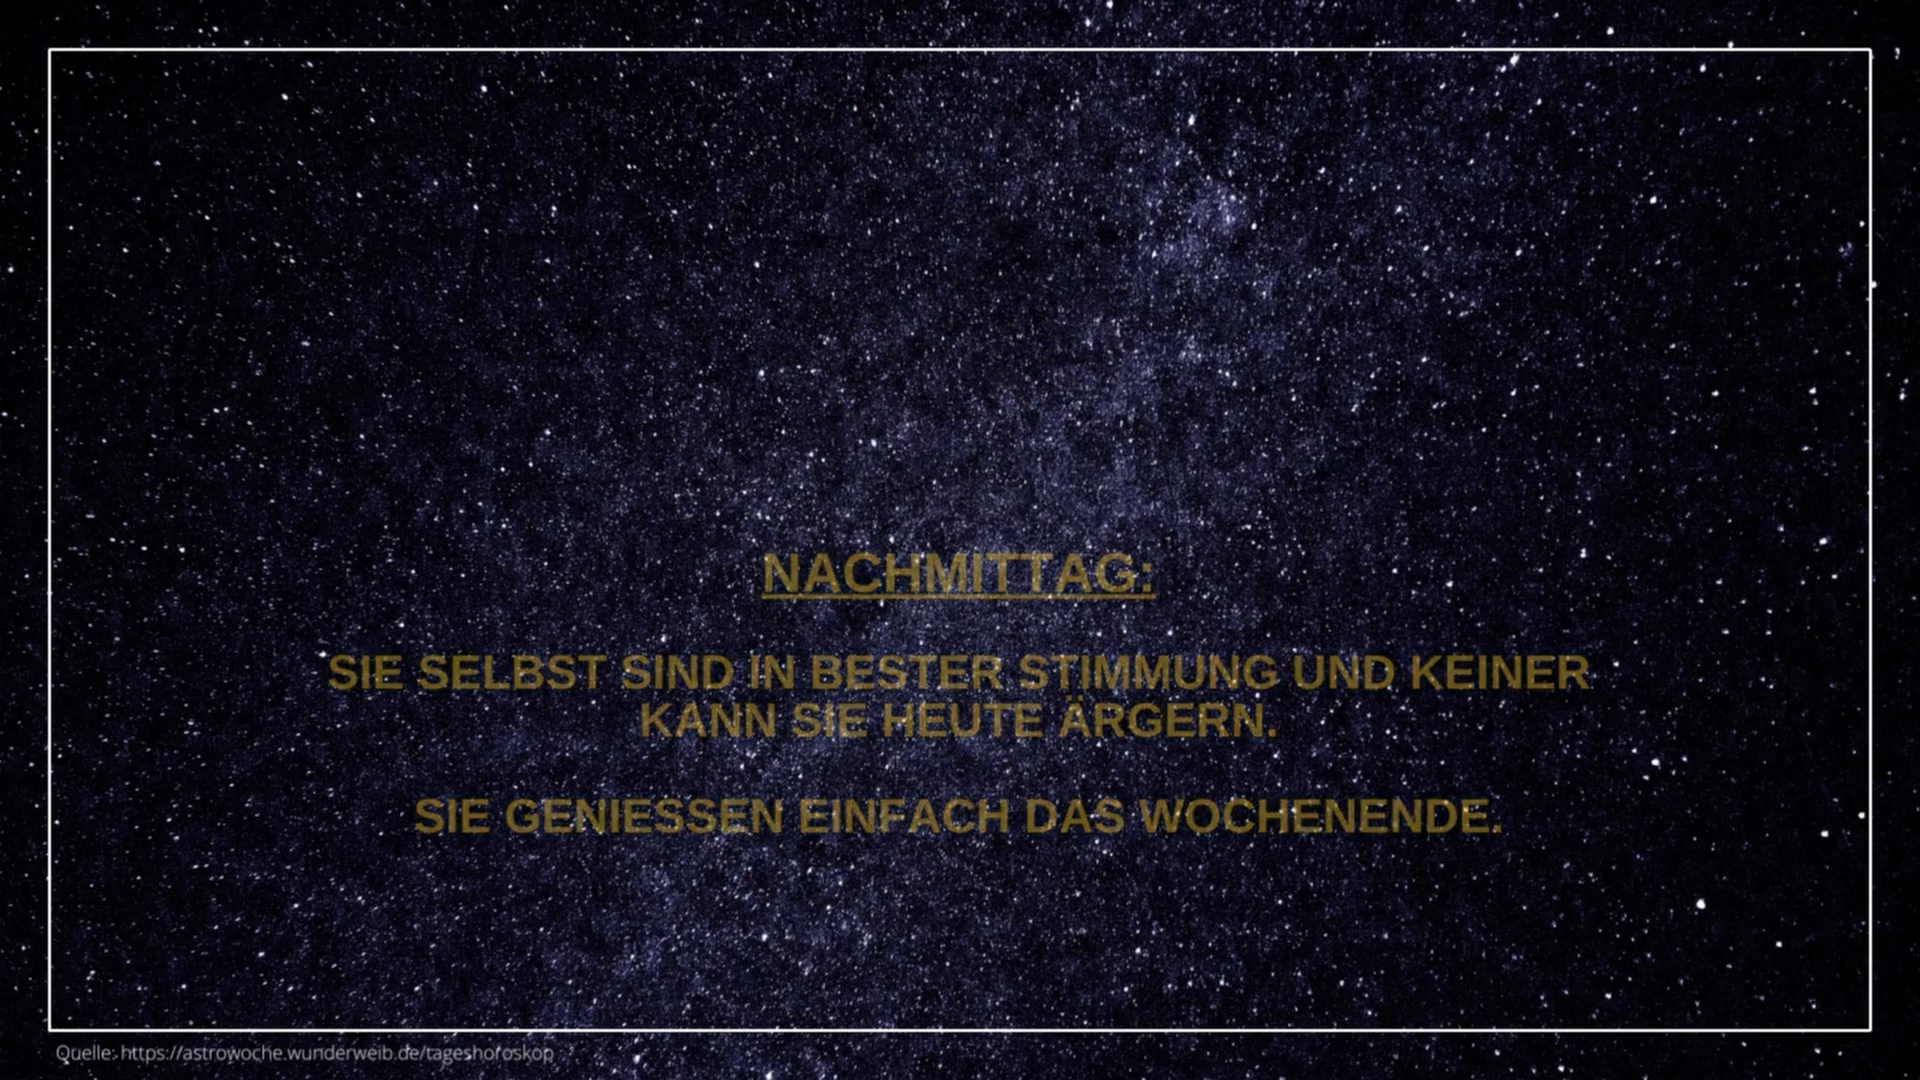 NACHMITTAG:
SIE SELBST SIND IN BESTER STIMMUNG UND KEINER
KANN SIE HEUTE ÄRGERN.
SIE GENIESSEN EINFACH DAS WOCHENENDE.
Quelle: https://astrowoche.wunderweib.de/tageshoroskop